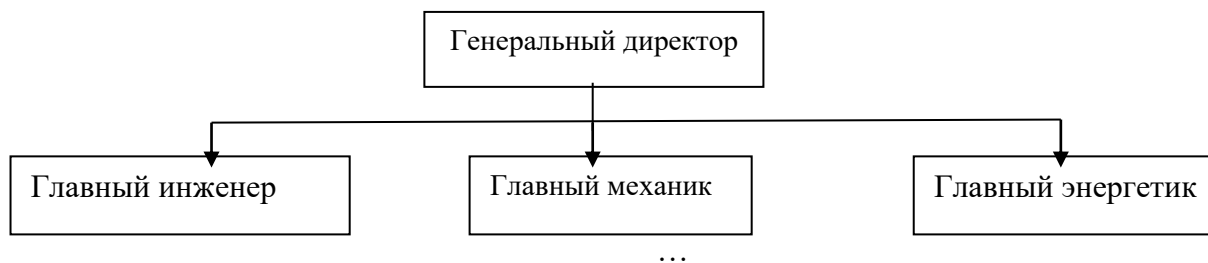 Генеральный директор
Главный инженер
Главный механик
Главный энергетик
…